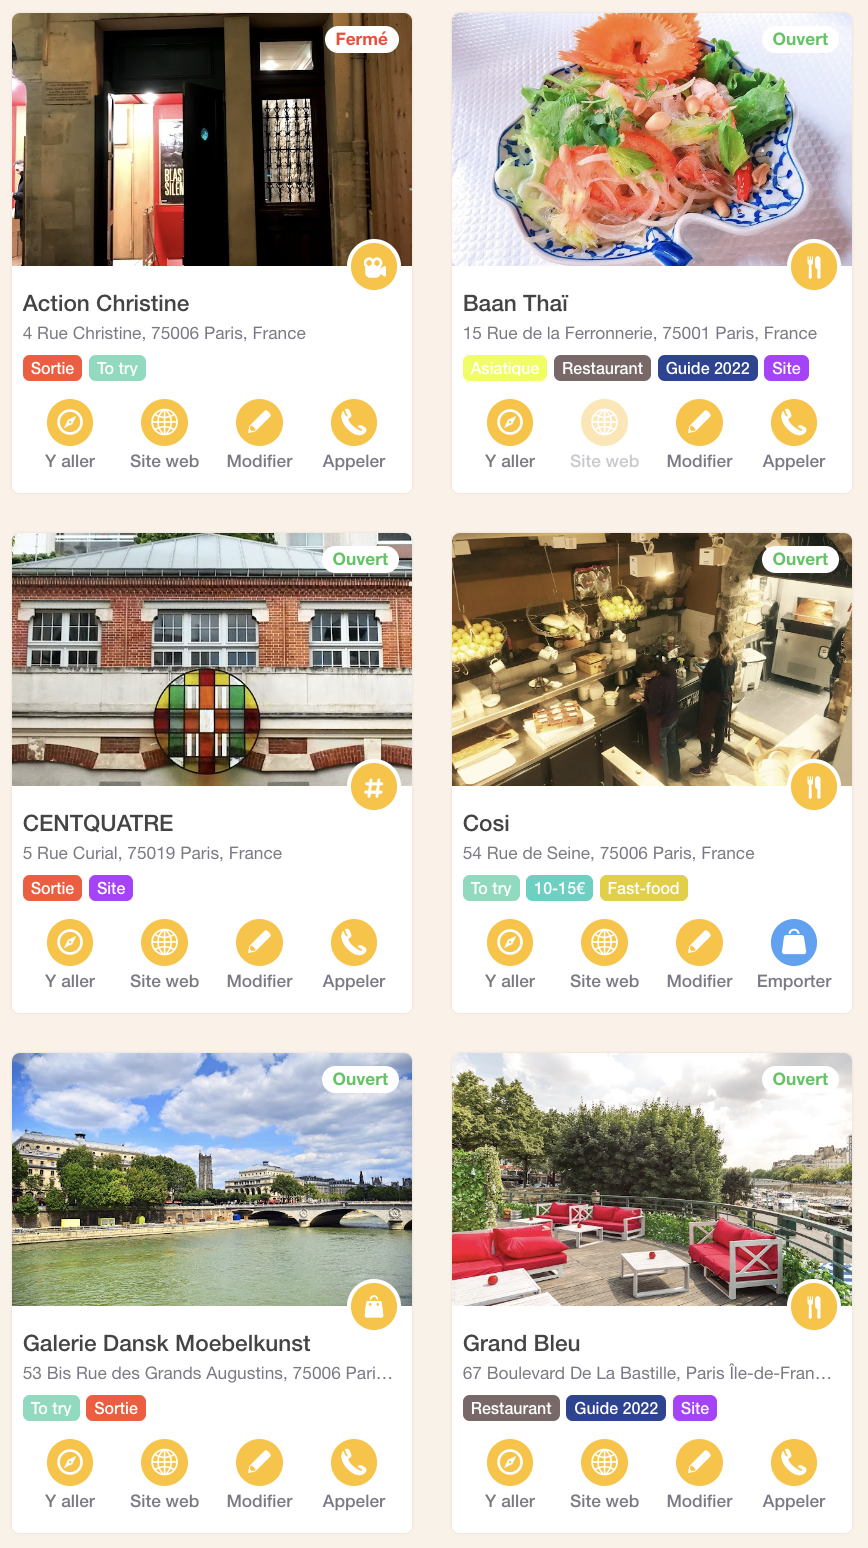 Fermé
BLAST
SILEN
Action Christine
4 Rue Christine, 75006 Paris, France
Sortie To try
Y aller Site web Modifier Appeler
Ouvert
Baan Thaï
15 Rue de la Ferronnerie, 75001 Paris, France
Asiatique Restaurant Guide 2022 Site
Y aller Site web Modifier Appeler
Ouvert
CENTQUATRE
5 Rue Curial, 75019 Paris, France
Sortie Site
Y aller Site web Modifier Appeler
Ouvert
Cosi
54 Rue de Seine, 75006 Paris, France
To try 10-15€ Fast-food
Y aller Site web Modifier Emporter
Ouvert
Galerie Dansk Moebelkunst
53 Bis Rue des Grands Augustins, 75006 Pari…
To try Sortie
Y aller Site web Modifier Appeler
Ouvert
Grand Bleu
67 Boulevard De La Bastille, Paris Île-de-Fran…
Restaurant Guide 2022 Site
Y aller Site web Modifier Appeler